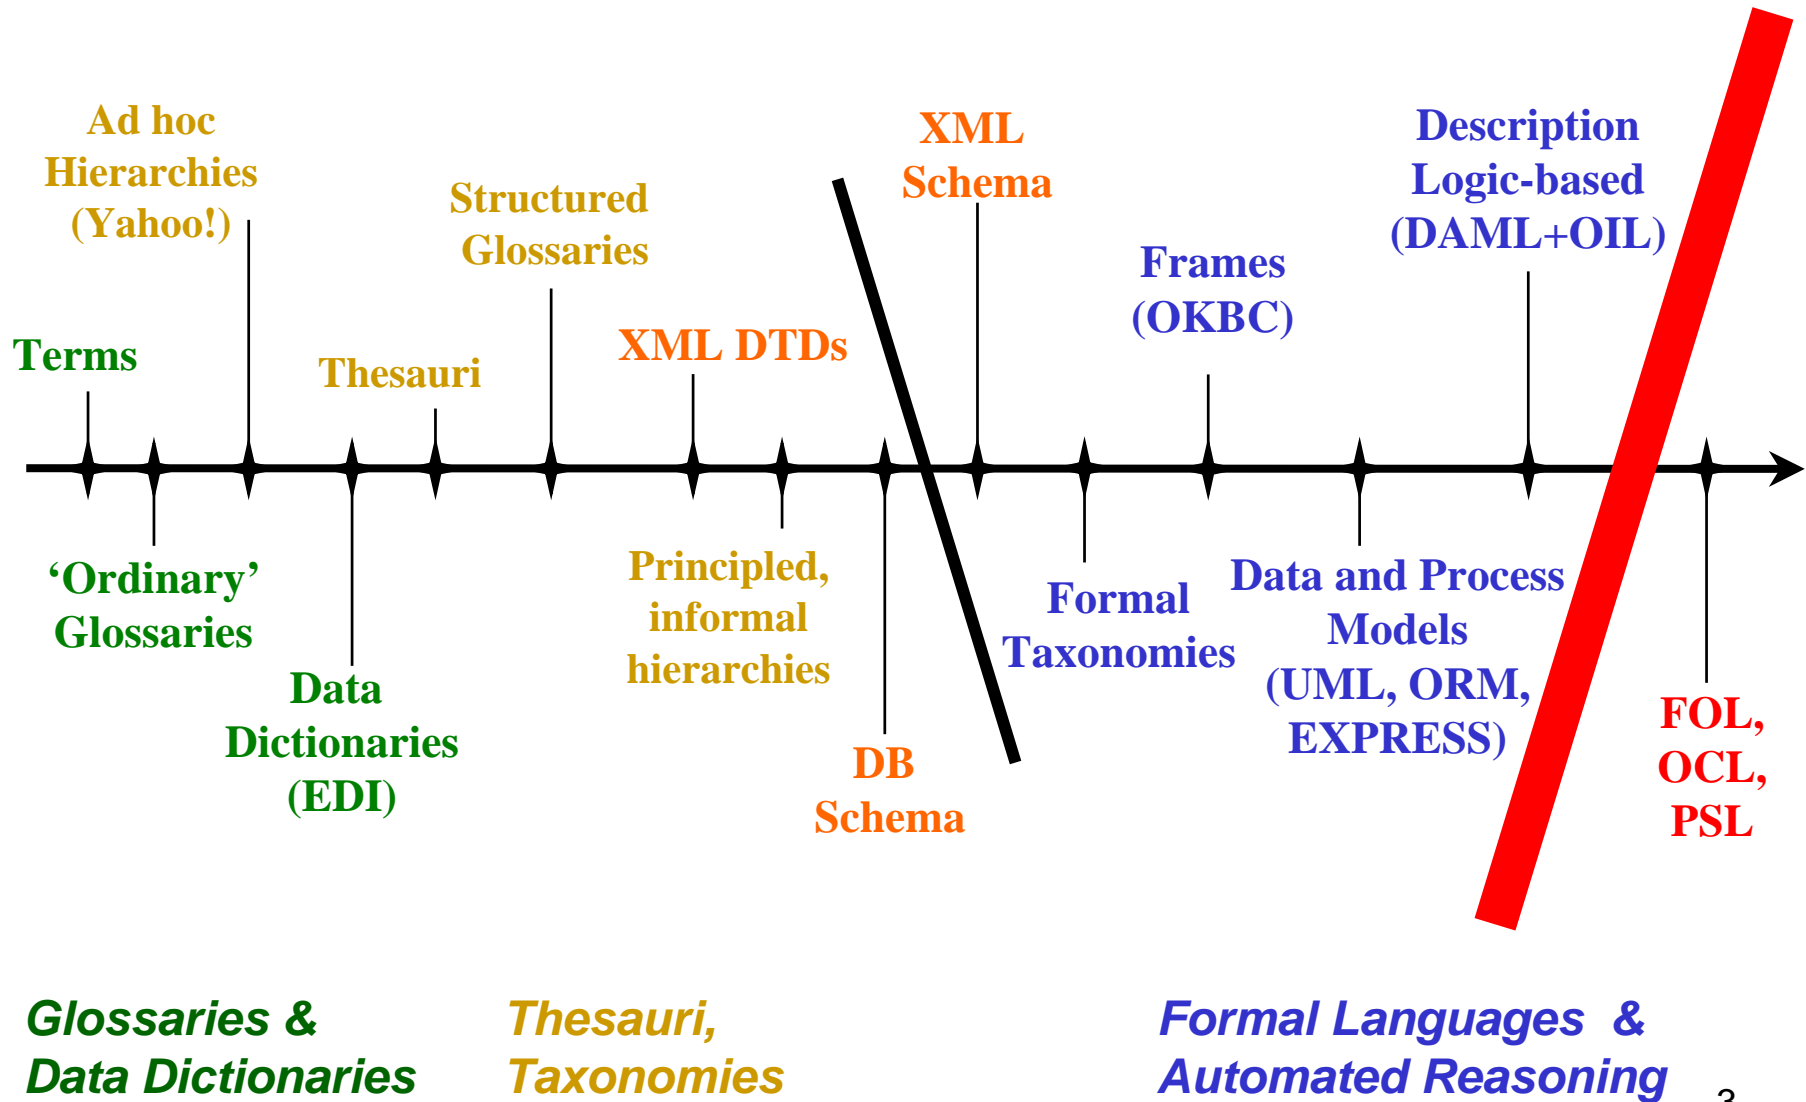 Ad hoc
Hierarchies
(Yahoo!)
Structured
Glossaries
XML
Schema
Description
Logic-based
(DAML+OIL)
Frames
(OKBC)
Terms
Thesauri
XML DTDs
‘Ordinary’
Glossaries
Data
Dictionaries
(EDI)
Principled,
informal
hierarchies
DB
Schema
Formal
Taxonomies
Data and Process
Models
(UML, ORM,
EXPRESS)
FOL,
OCL,
PSL
Glossaries &
Data Dictionaries
Thesauri,
Taxonomies
Formal Languages &
Automated Reasoning
3